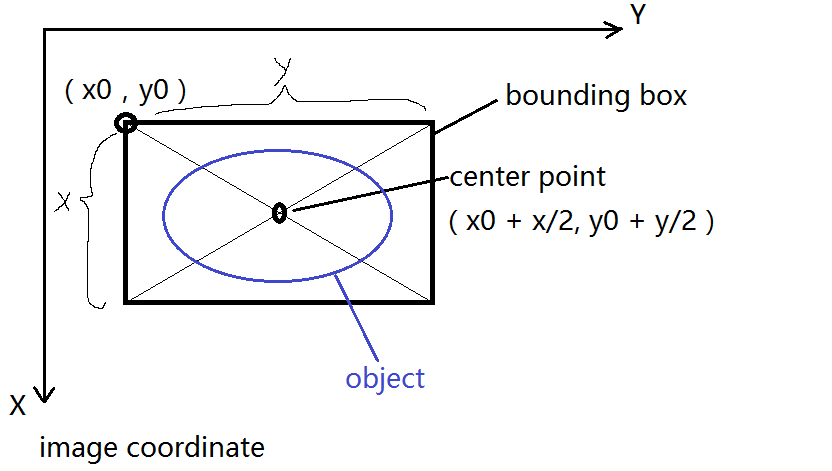 Y
y
( x0 , y0 )
bounding box
x
center point
( x0 + x/2, y0 + y/2 )
object
X
image coordinate